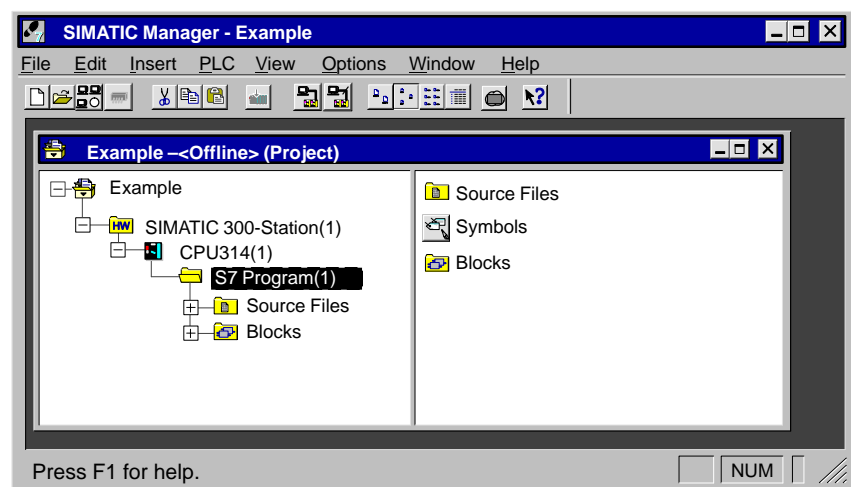 SIMATIC Manager - Example
File Edit Insert PLC View Options Window Help
Example –<Offline> (Project)
Example
HW SIMATIC 300-Station(1)
CPU314(1)
S7 Program(1)
Source Files
Blocks
Source Files
Symbols
Blocks
Press F1 for help.
NUM